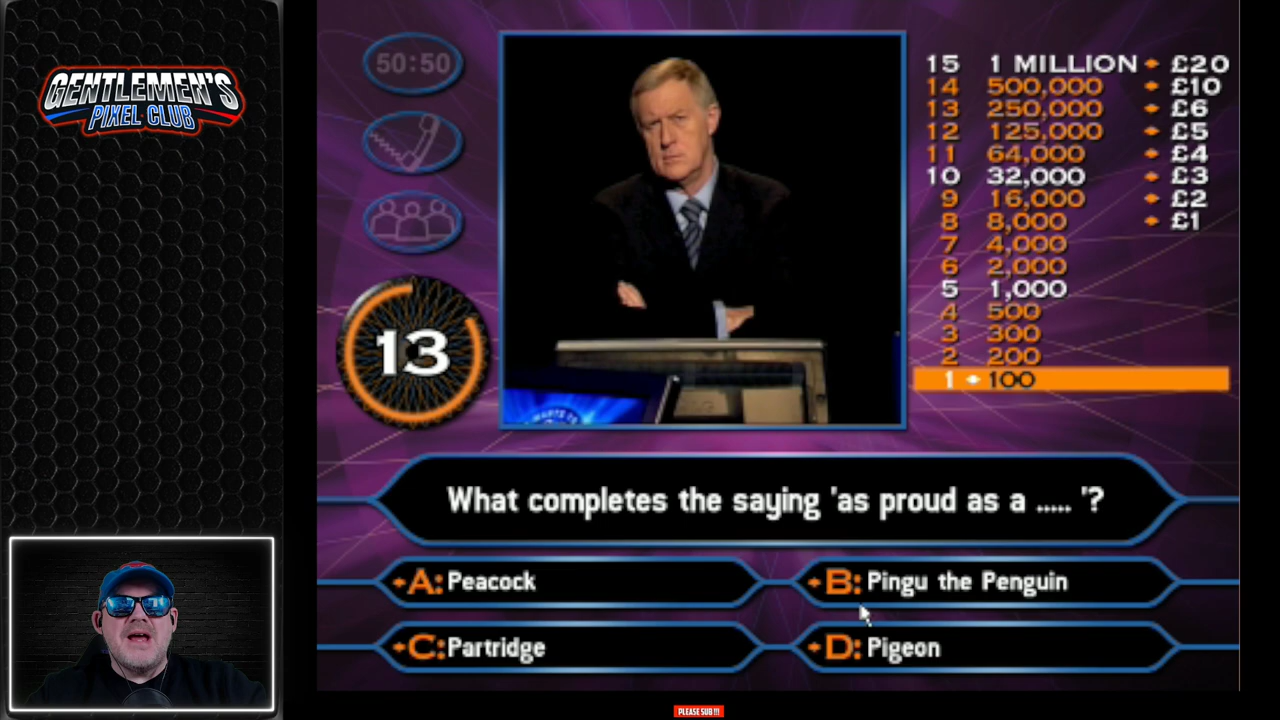 GENTLEMEN'S
PIXEL CLUB
50:50
13
15 1 MILLION £20
14 500,000 £10
13 250,000 £6
12 125,000 £5
11 64,000 £4
10 32,000 £3
9 16,000 £2
8 8,000 £1
7 4,000
6 2,000
5 1,000
4 500
3 300
2 200
1 100
What completes the saying 'as proud as a ..... '?
A: Peacock
B: Pingu the Penguin
C: Partridge
D: Pigeon
PLEASE SUB!!!